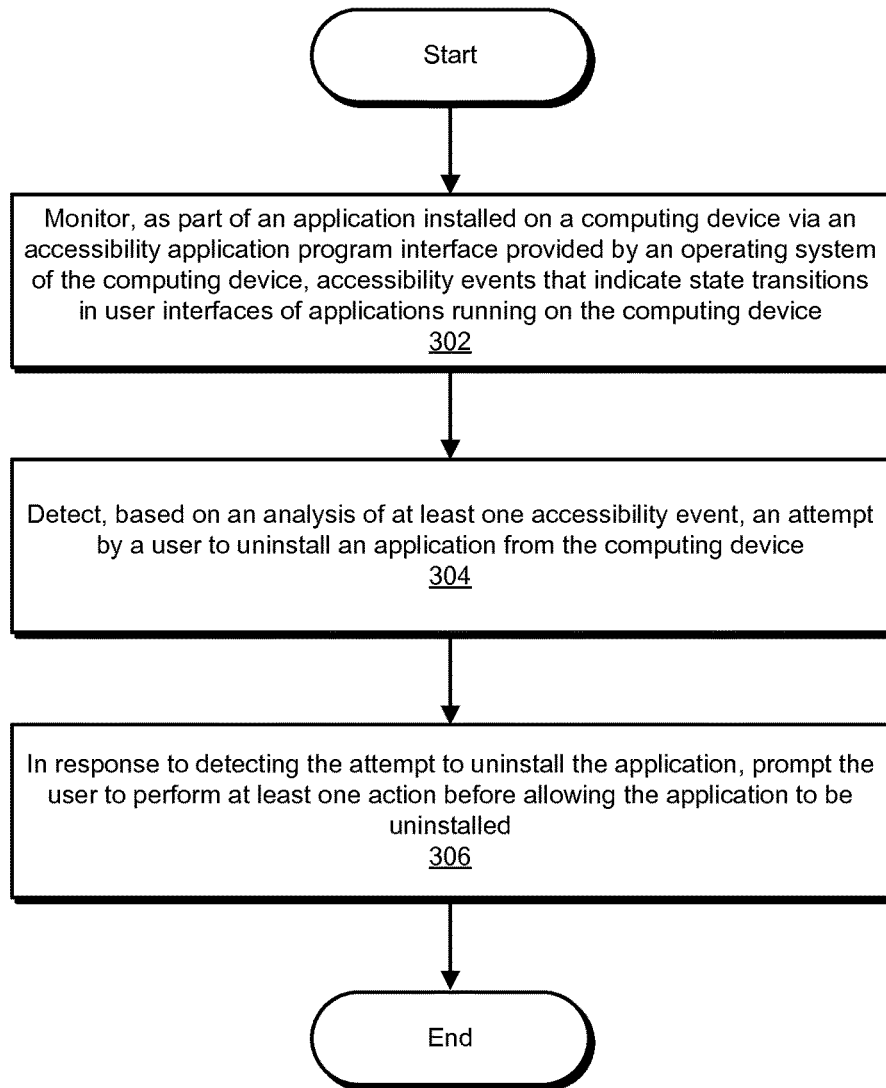 Start
Monitor, as part of an application installed on a computing device via an
accessibility application program interface provided by an operating system
of the computing device, accessibility events that indicate state transitions
in user interfaces of applications running on the computing device
302
Detect, based on an analysis of at least one accessibility event, an attempt
by a user to uninstall an application from the computing device
304
In response to detecting the attempt to uninstall the application, prompt the
user to perform at least one action before allowing the application to be
uninstalled
306
End